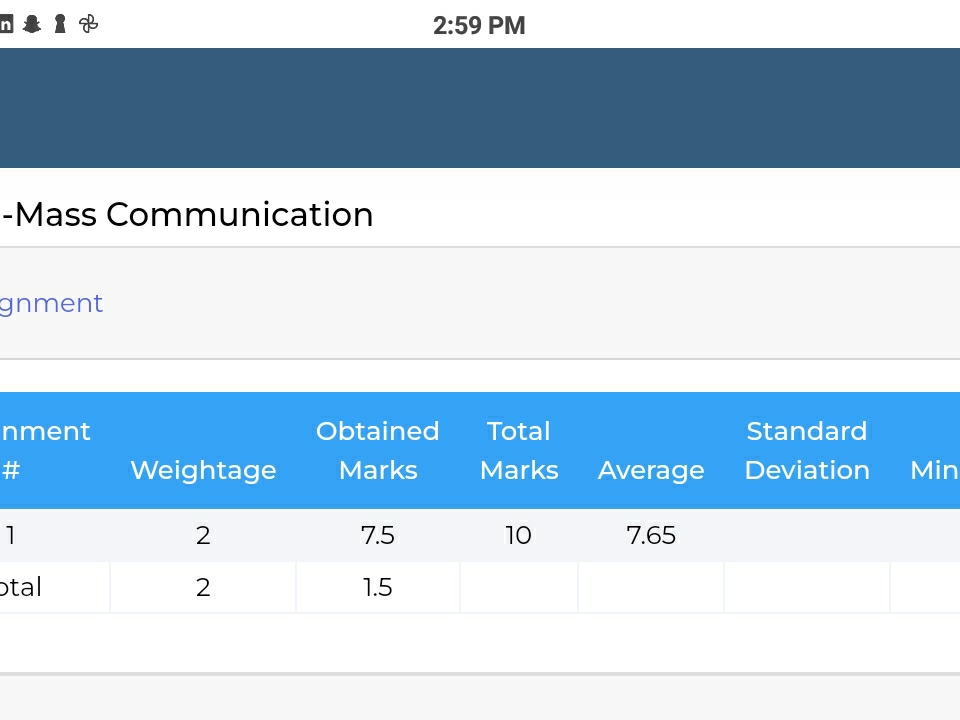 2:59 PM
-Mass Communication
gnment
nment # Weightage Obtained Marks Total Marks Average Standard Deviation Min
1 2 7.5 10 7.65
otal 2 1.5